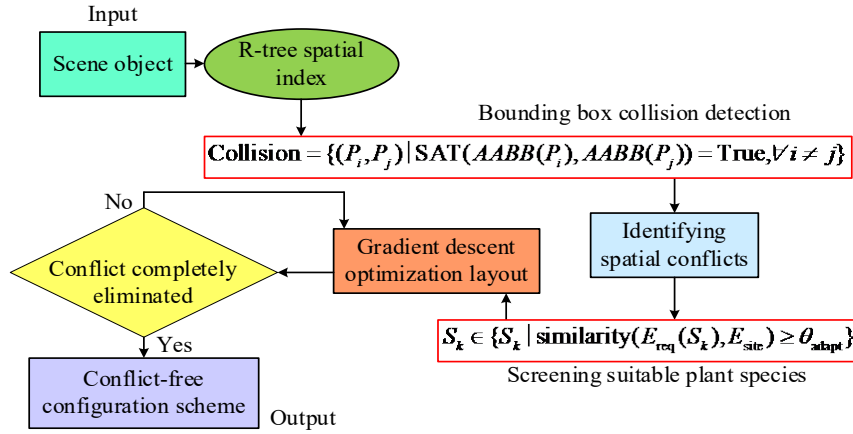 Input
Scene object
R-tree spatial
index
Bounding box collision detection
Collision = {(P_i, P_j) | SAT(AABB(P_i), AABB(P_j)) = True, ∀i ≠ j}
No
Identifying
spatial conflicts
Gradient descent
optimization layout
Conflict completely
eliminated
S_k ∈ {S_k | similarity(E_req(S_k), E_site) ≥ θ_adapt}
Screening suitable plant species
Yes
Conflict-free
configuration scheme
Output